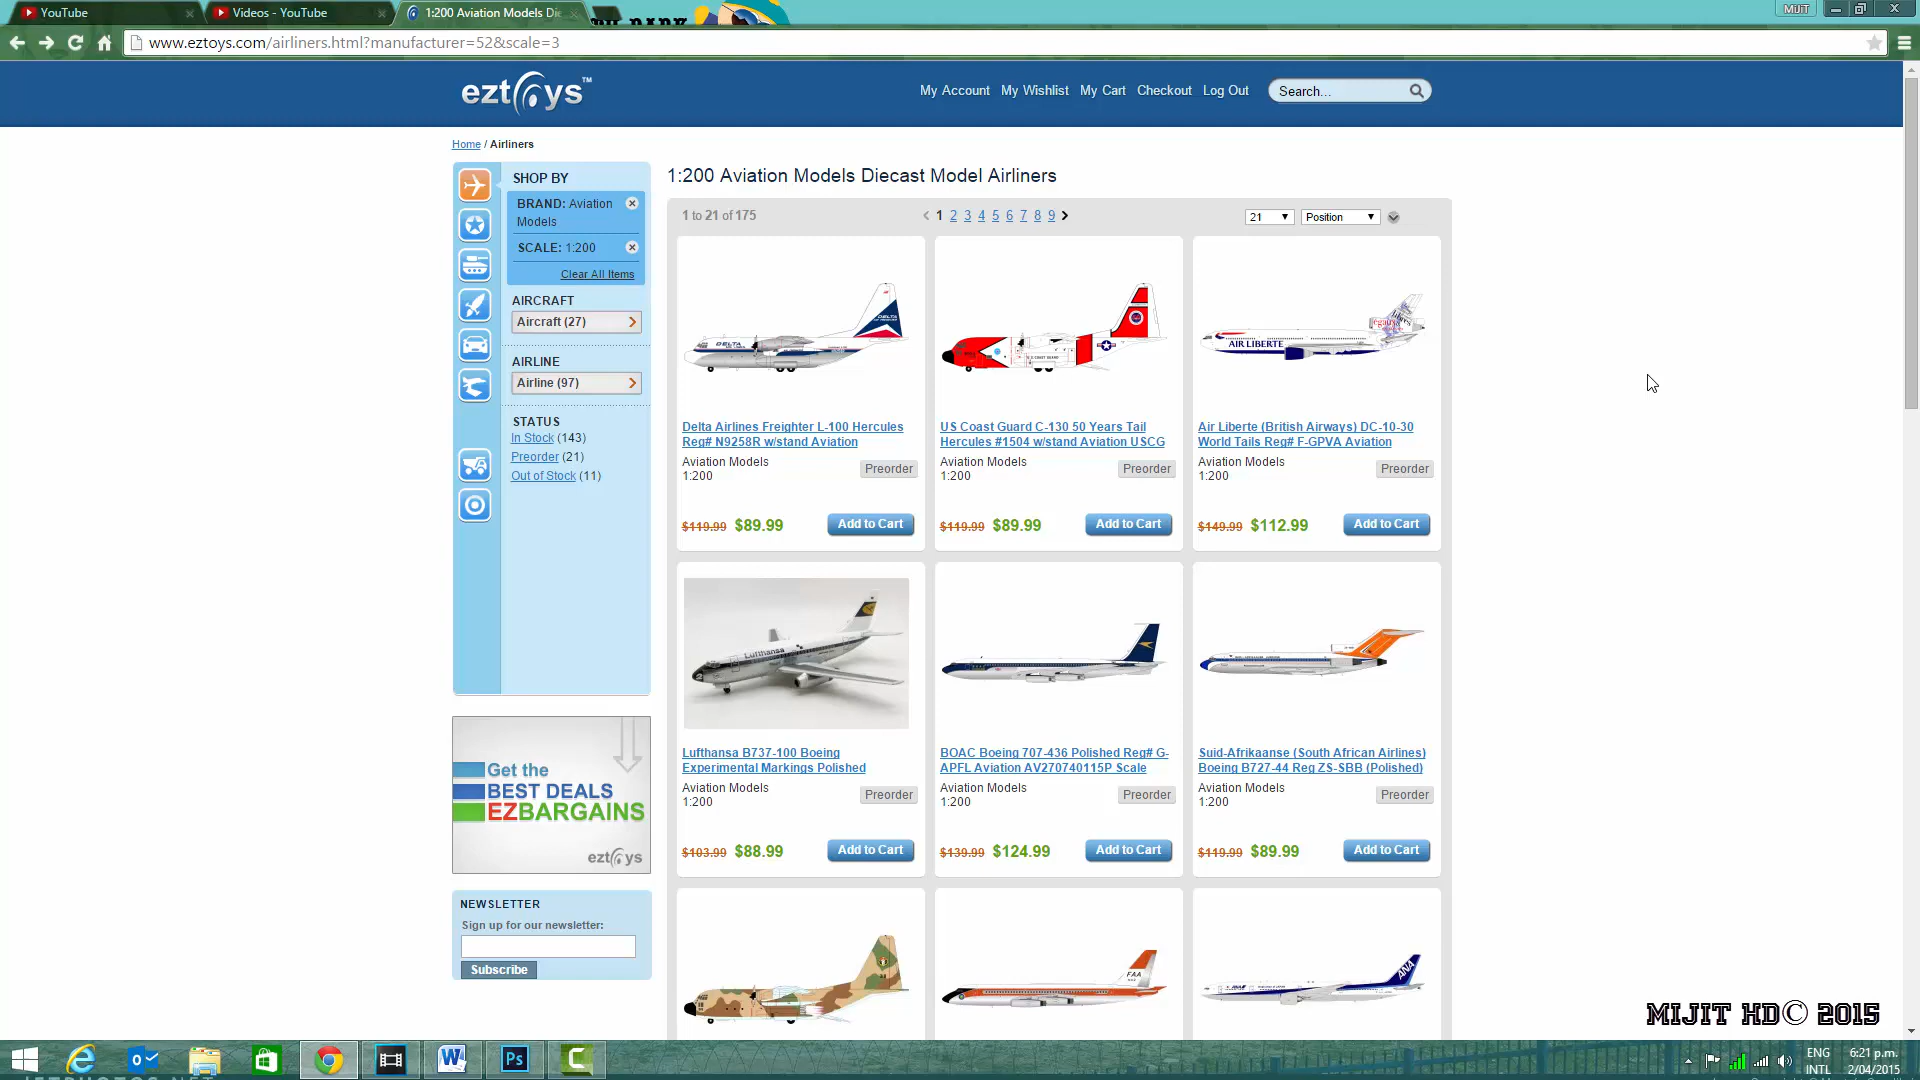 YouTube
Videos - YouTube
1:200 Aviation Models Di
MIJIT
www.eztoys.com/airliners.html?manufacturer=52&scale=3
eztoys™
My Account My Wishlist My Cart Checkout Log Out
Search...
Home / Airliners
SHOP BY
BRAND: Aviation
Models
SCALE: 1:200
Clear All Items
AIRCRAFT
Aircraft (27)
AIRLINE
Airline (97)
STATUS
In Stock (143)
Preorder (21)
Out of Stock (11)
Get the
BEST DEALS
EZBARGAINS
eztoys
NEWSLETTER
Sign up for our newsletter:
Subscribe
1:200 Aviation Models Diecast Model Airliners
1 to 21 of 175
1 2 3 4 5 6 7 8 9
21
Position
DELTA
U.S. COAST GUARD
AIR LIBERTE
Delta Airlines Freighter L-100 Hercules
Reg# N9258R w/stand Aviation
Aviation Models
1:200
Preorder
$119.99 $89.99
Add to Cart
US Coast Guard C-130 50 Years Tail
Hercules #1504 w/stand Aviation USCG
Aviation Models
1:200
Preorder
$119.99 $89.99
Add to Cart
Air Liberte (British Airways) DC-10-30
World Tails Reg# F-GPVA Aviation
Aviation Models
1:200
Preorder
$149.99 $112.99
Add to Cart
Lufthansa
Lufthansa B737-100 Boeing
Experimental Markings Polished
Aviation Models
1:200
Preorder
$103.99 $88.99
Add to Cart
BOAC Boeing 707-436 Polished Reg# G-
APFL Aviation AV270740115P Scale
Aviation Models
1:200
Preorder
$139.99 $124.99
Add to Cart
Suid-Afrikaanse (South African Airlines)
Boeing B727-44 Reg ZS-SBB (Polished)
Aviation Models
1:200
Preorder
$119.99 $89.99
Add to Cart
FAA
ANA
MIJIT HD© 2015
ENG
INTL
6:21 p.m.
2/04/2015